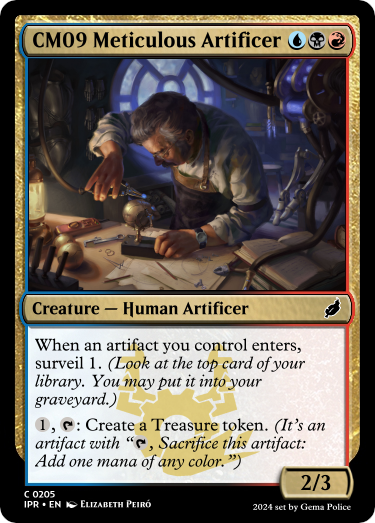 CM09 Meticulous Artificer
Creature — Human Artificer
When an artifact you control enters,
surveil 1. (Look at the top card of your
library. You may put it into your
graveyard.)
1, : Create a Treasure token. (It's an
artifact with “, Sacrifice this artifact:
Add one mana of any color.”)
2/3
C 0205
IPR • EN Elizabeth Peiró
2024 set by Gema Police